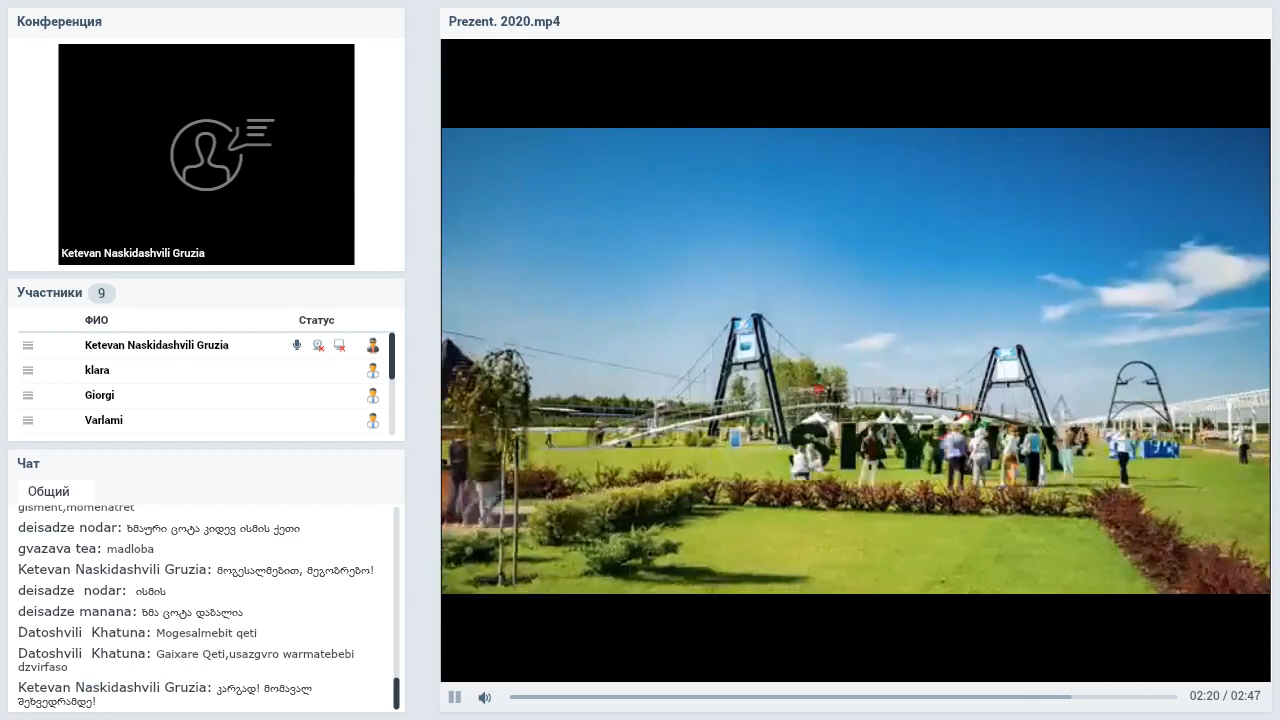 Конференция
Ketevan Naskidashvili Gruzia
Участники 9
ФИО Статус
Ketevan Naskidashvili Gruzia
klara
Giorgi
Varlami
Чат
Общий
gisment,momenatret
deisadze nodar: ხმაური ცოტა კიდევ ისმის ქეთი
gvazava tea: madloba
Ketevan Naskidashvili Gruzia: მოგესალმებით, მეგობრებო!
deisadze nodar: ისმის
deisadze manana: ხმა ცოტა დაბალია
Datoshvili Khatuna: Mogesalmebit qeti
Datoshvili Khatuna: Gaixare Qeti,usazgvro warmatebebi
dzvirfaso
Ketevan Naskidashvili Gruzia: კარგად! მომავალ
შეხვედრამდე!
Prezent. 2020.mp4
02:20 / 02:47